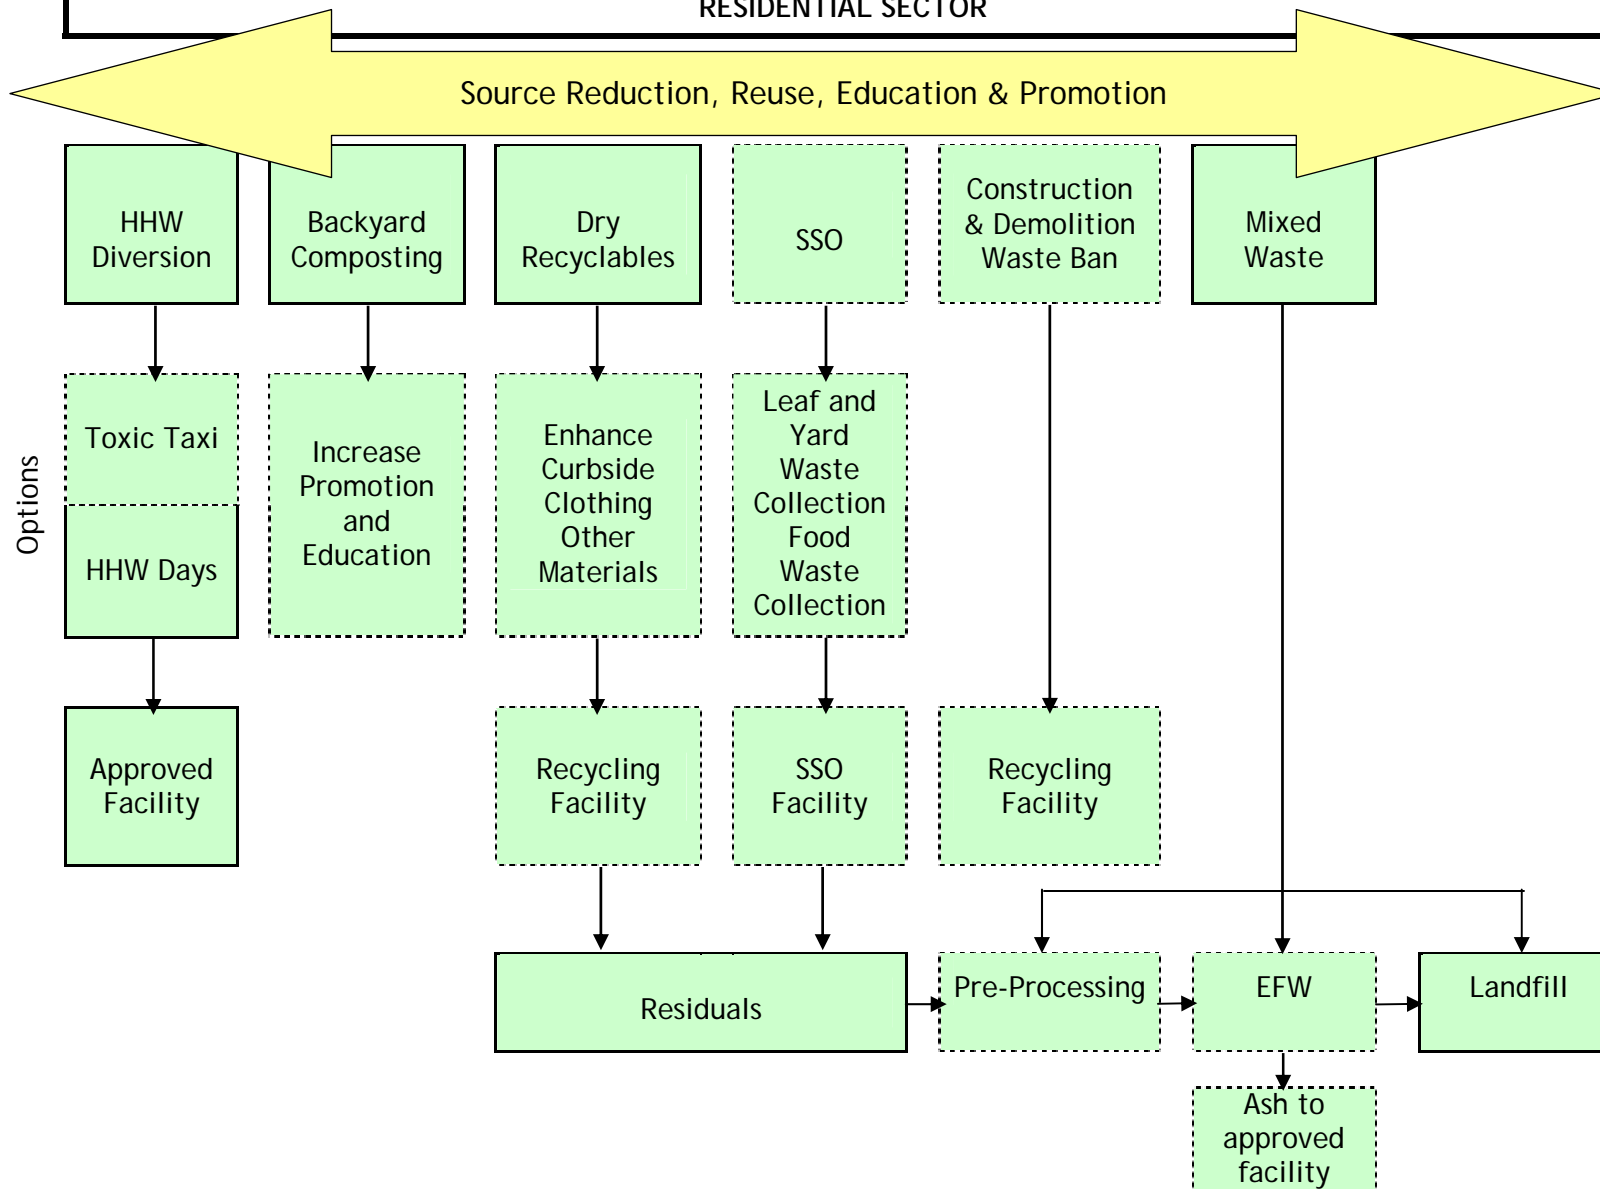 RESIDENTIAL SECTOR
Source Reduction, Reuse, Education & Promotion
HHW
Diversion
Backyard
Composting
Dry
Recyclables
SSO
Construction
& Demolition
Waste Ban
Mixed
Waste
Options
Toxic Taxi
HHW Days
Increase
Promotion
and
Education
Enhance
Curbside
Clothing
Other
Materials
Leaf and
Yard
Waste
Collection
Food
Waste
Collection
Approved
Facility
Recycling
Facility
SSO
Facility
Recycling
Facility
Residuals
Pre-Processing
EFW
Landfill
Ash to
approved
facility